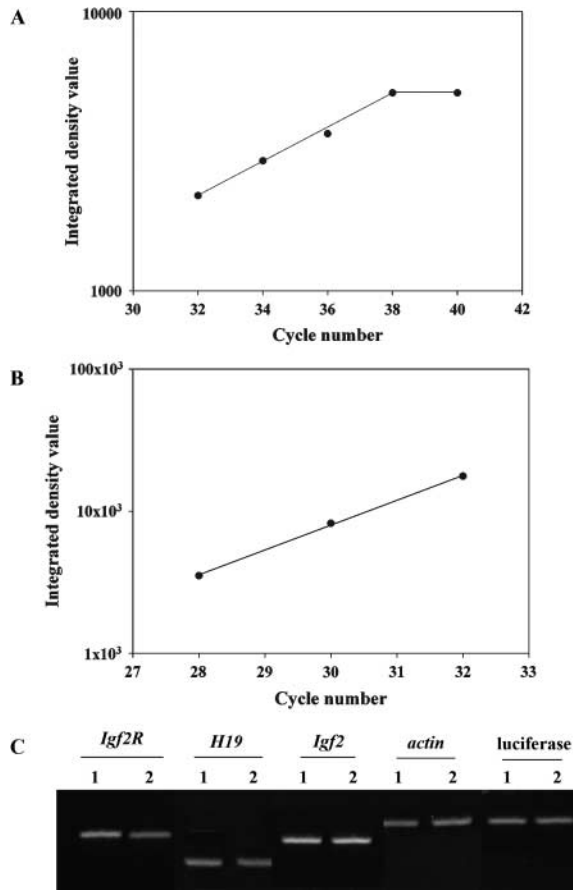 A
10000
Integrated density value
1000
30 32 34 36 38 40 42
Cycle number
B
100x10³
Integrated density value
10x10³
1x10³
27 28 29 30 31 32 33
Cycle number
C
Igf2R H19 Igf2 actin luciferase
1 2 1 2 1 2 1 2 1 2